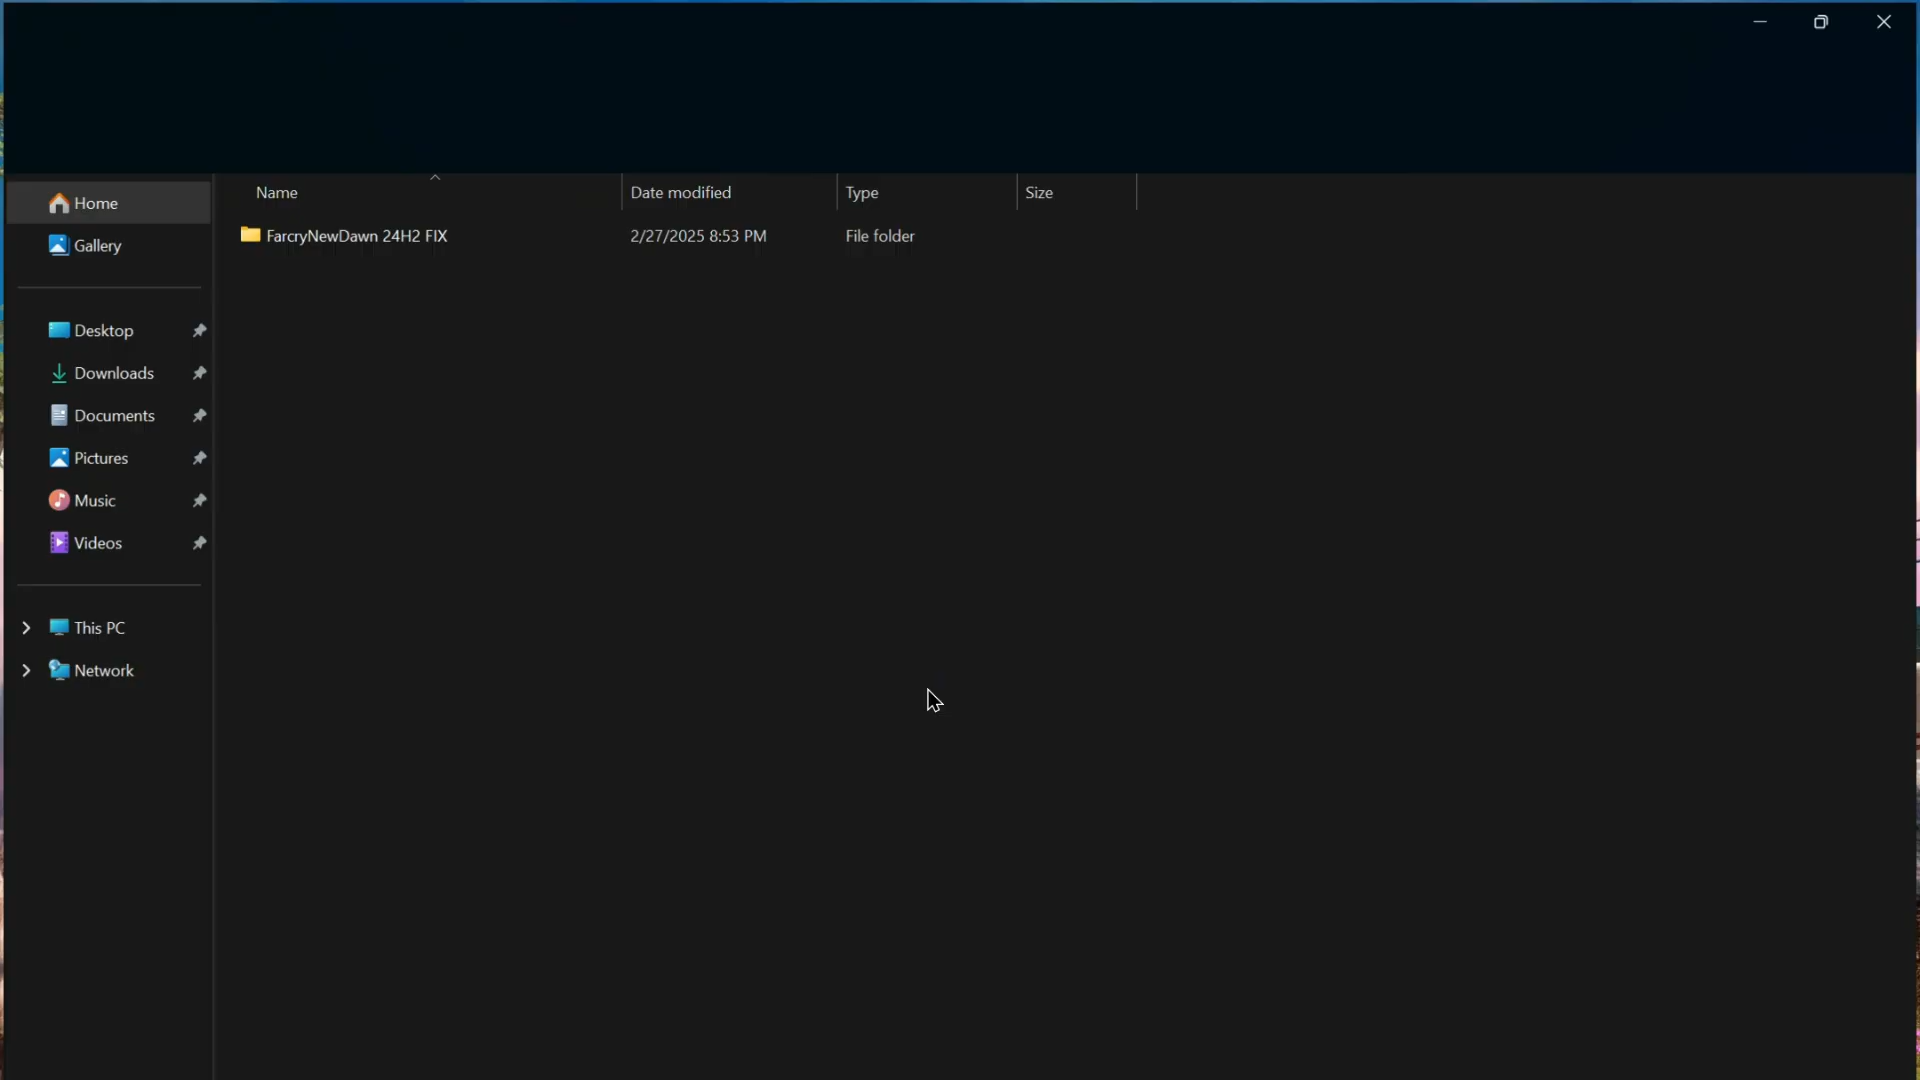 Home
Gallery
Desktop
Downloads
Documents
Pictures
Music
Videos
This PC
Network
Name Date modified Type Size
FarcryNewDawn 24H2 FIX 2/27/2025 8:53 PM File folder